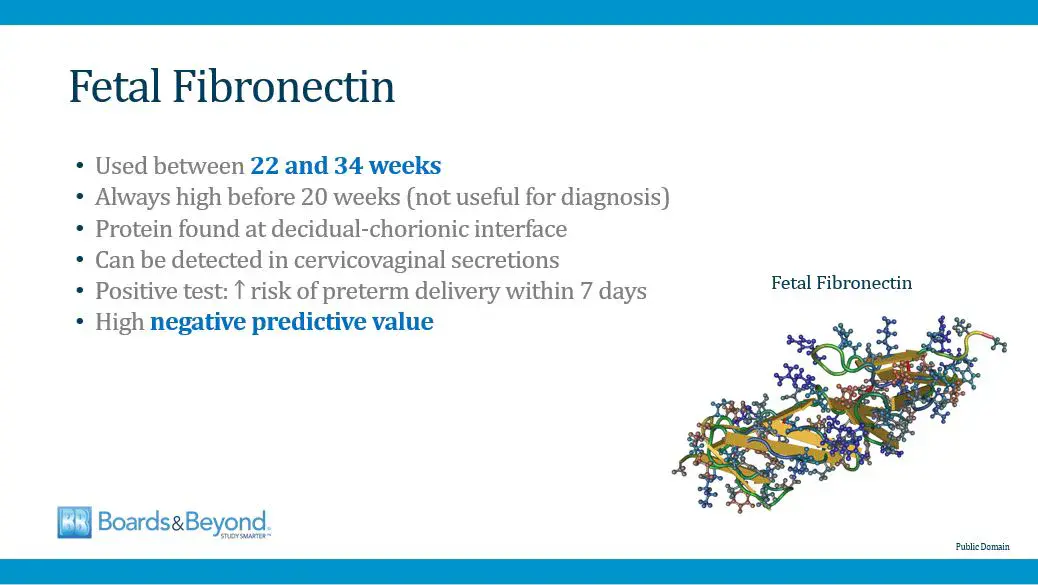 Fetal Fibronectin
• Used between 22 and 34 weeks
• Always high before 20 weeks (not useful for diagnosis)
• Protein found at decidual-chorionic interface
• Can be detected in cervicovaginal secretions
• Positive test: ↑ risk of preterm delivery within 7 days
• High negative predictive value
Fetal Fibronectin
BB Boards&Beyond.
STUDY SMARTER™
Public Domain